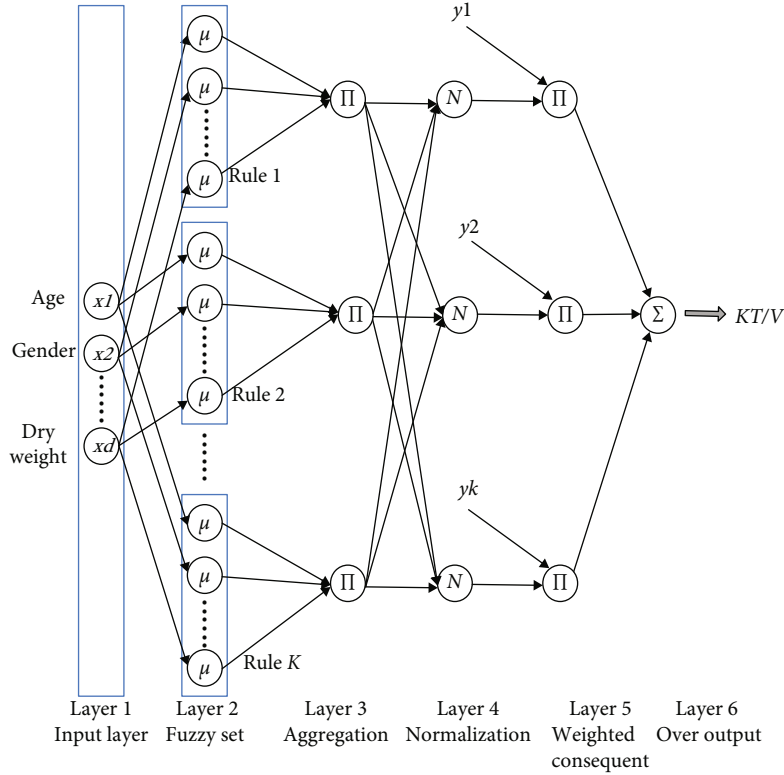 y1
μ
μ
Π
N
Π
μ
Rule 1
y2
μ
Age
x1
μ
Π
N
Π
Σ
KT/V
Gender
x2
μ
Rule 2
Dry
weight
xd
yk
μ
μ
Π
N
Π
μ
Rule K
Layer 1
Input layer
Layer 2
Fuzzy set
Layer 3
Aggregation
Layer 4
Normalization
Layer 5
Weighted
consequent
Layer 6
Over output